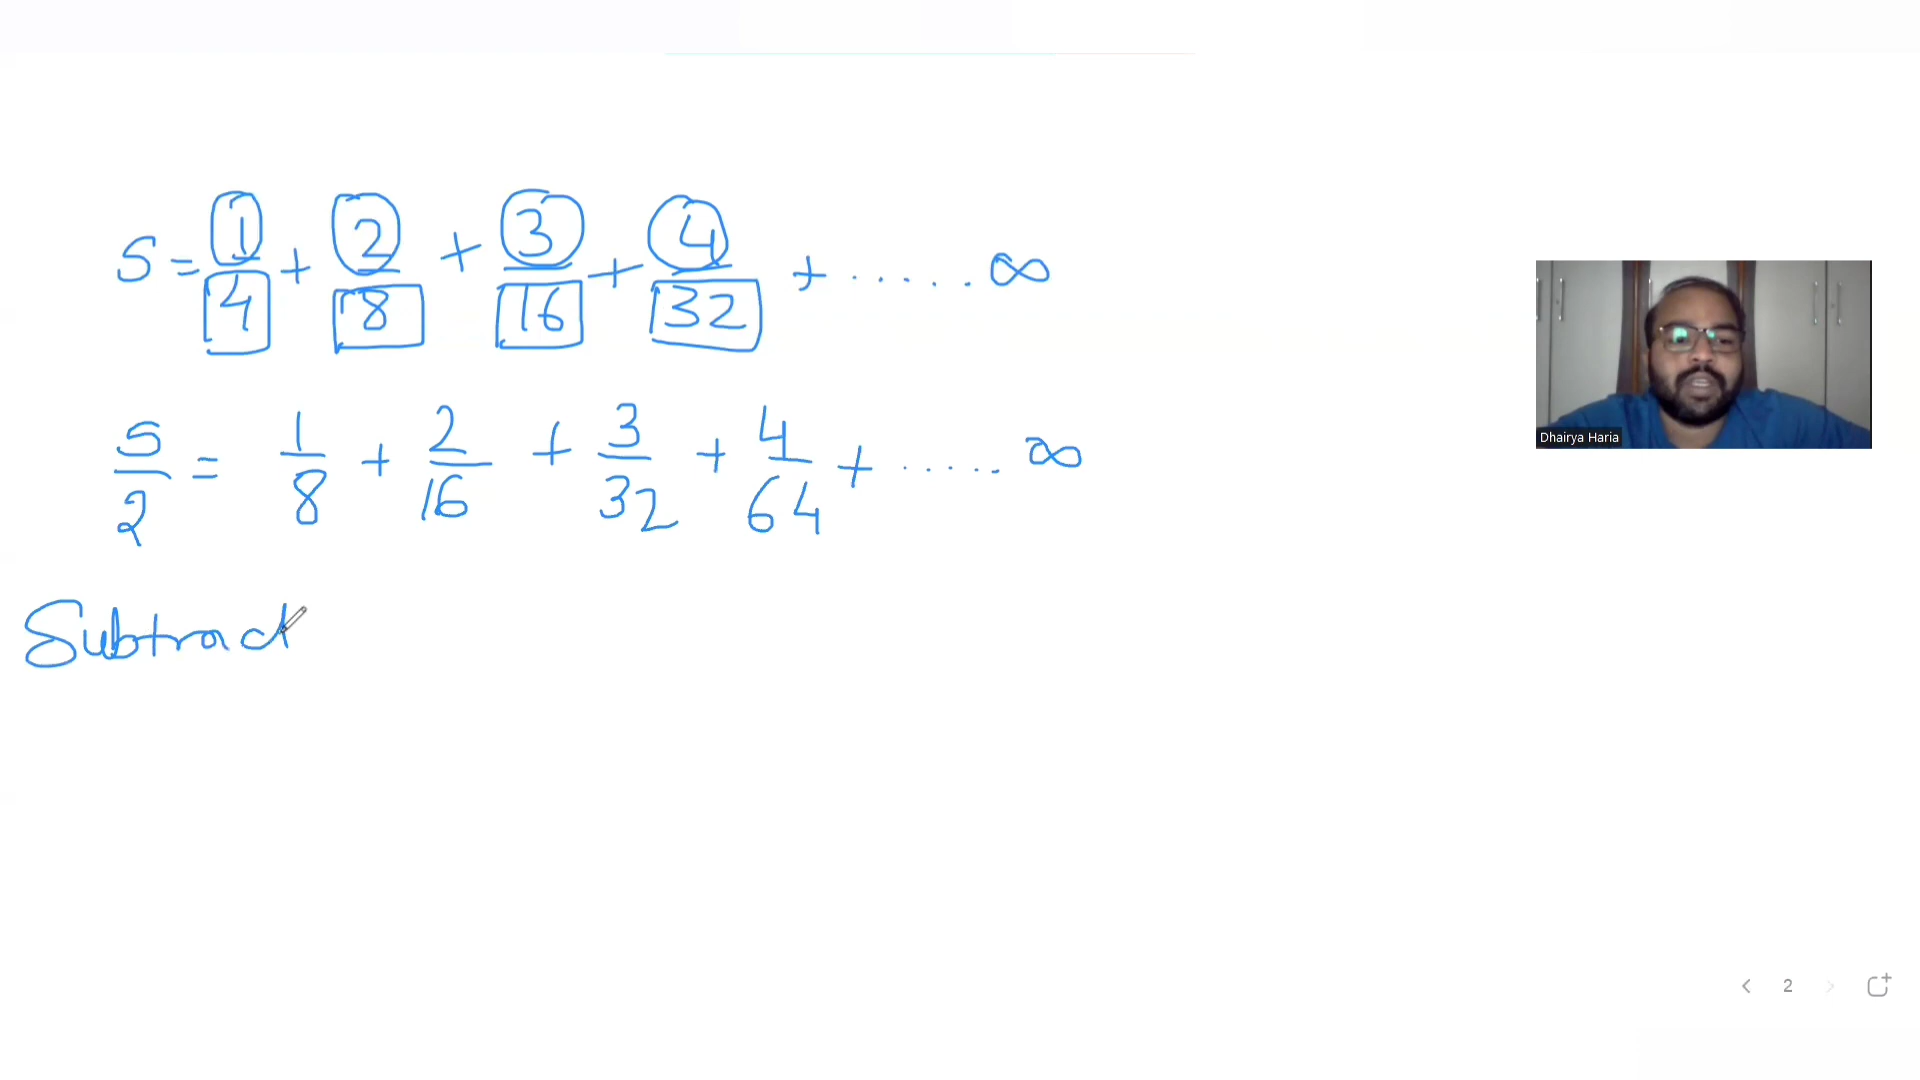 S = 1/4 + 2/8 + 3/16 + 4/32 + ...... ∞
S/2 = 1/8 + 2/16 + 3/32 + 4/64 + ...... ∞
Subtract
Dhairya Haria
2